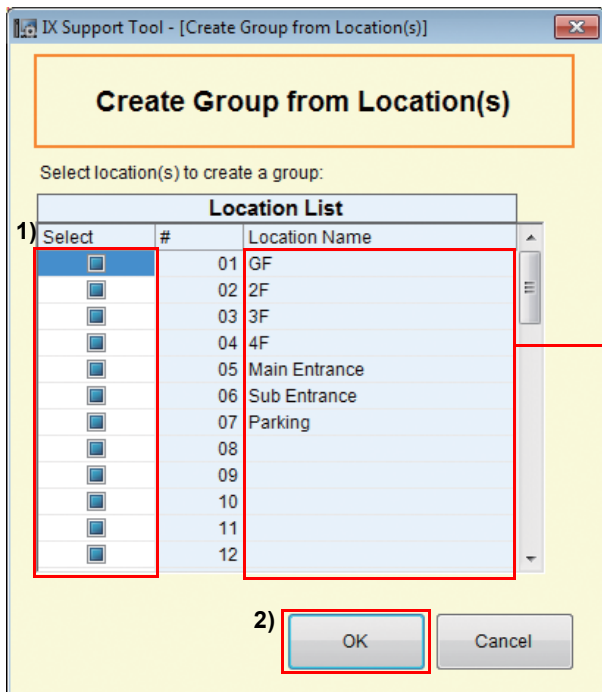 IX Support Tool - [Create Group from Location(s)]
Create Group from Location(s)
Select location(s) to create a group:
Location List
1) Select # Location Name
01 GF
02 2F
03 3F
04 4F
05 Main Entrance
06 Sub Entrance
07 Parking
08
09
10
11
12
2) OK Cancel